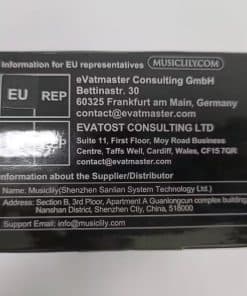 Information for EU representatives MUSICLILY.COM
EU REP
eVatmaster Consulting GmbH
Bettinastr. 30
60325 Frankfurt am Main, Germany
contact@evatmaster.com
REP
EVATOST CONSULTING LTD
Suite 11, First Floor, Moy Road Business
Centre, Taffs Well, Cardiff, Wales, CF15 7QR
contact@evatmaster.com
Information about the Supplier/Distributor
Name: Musiclily(Shenzhen Sanlian System Technology Ltd.)
Address: Section B, 3rd Floor, Apartment A Guanlongcun complex building,
Nanshan District, Shenzhen City, China, 518000
Support Email: info@musiclily.com